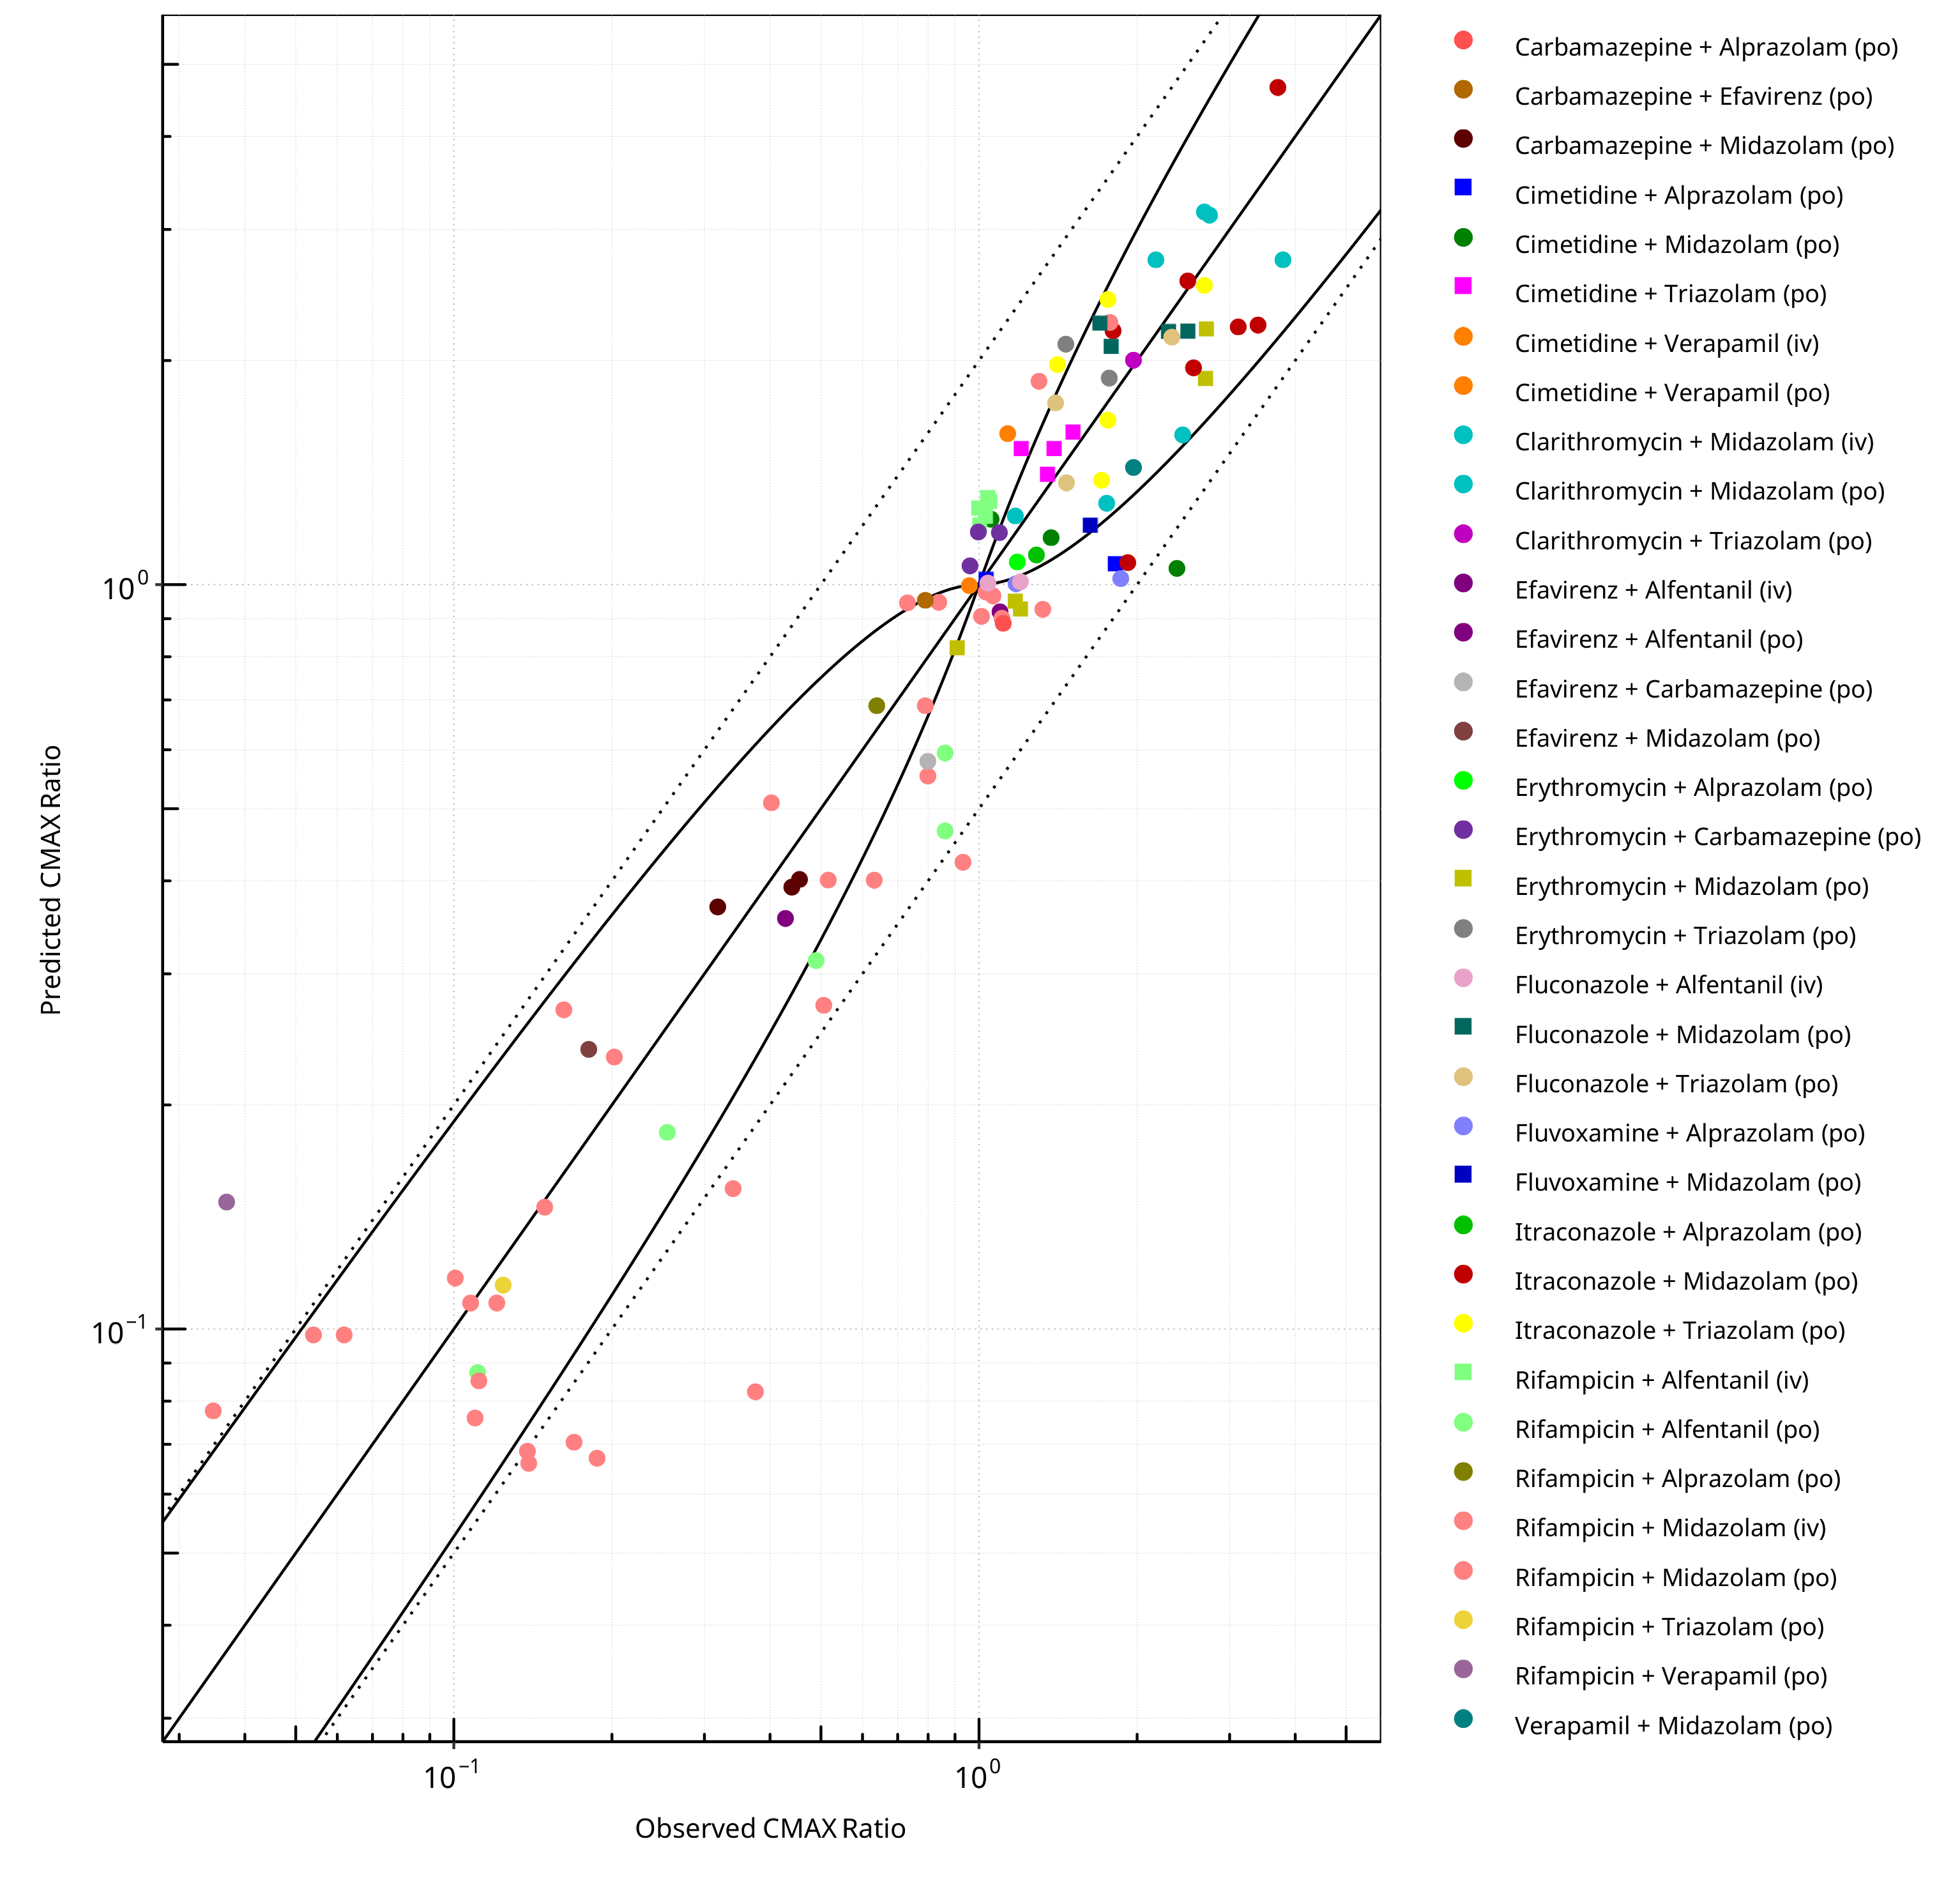 Carbamazepine + Alprazolam (po)
Carbamazepine + Efavirenz (po)
Carbamazepine + Midazolam (po)
Cimetidine + Alprazolam (po)
Cimetidine + Midazolam (po)
Cimetidine + Triazolam (po)
Cimetidine + Verapamil (iv)
Cimetidine + Verapamil (po)
Clarithromycin + Midazolam (iv)
Clarithromycin + Midazolam (po)
Clarithromycin + Triazolam (po)
Efavirenz + Alfentanil (iv)
Efavirenz + Alfentanil (po)
Efavirenz + Carbamazepine (po)
Efavirenz + Midazolam (po)
Erythromycin + Alprazolam (po)
Erythromycin + Carbamazepine (po)
Erythromycin + Midazolam (po)
Erythromycin + Triazolam (po)
Fluconazole + Alfentanil (iv)
Fluconazole + Midazolam (po)
Fluconazole + Triazolam (po)
Fluvoxamine + Alprazolam (po)
Fluvoxamine + Midazolam (po)
Itraconazole + Alprazolam (po)
Itraconazole + Midazolam (po)
Itraconazole + Triazolam (po)
Rifampicin + Alfentanil (iv)
Rifampicin + Alfentanil (po)
Rifampicin + Alprazolam (po)
Rifampicin + Midazolam (iv)
Rifampicin + Midazolam (po)
Rifampicin + Triazolam (po)
Rifampicin + Verapamil (po)
Verapamil + Midazolam (po)
Predicted CMAX Ratio
10⁰
10⁻¹
10⁻¹
10⁰
Observed CMAX Ratio